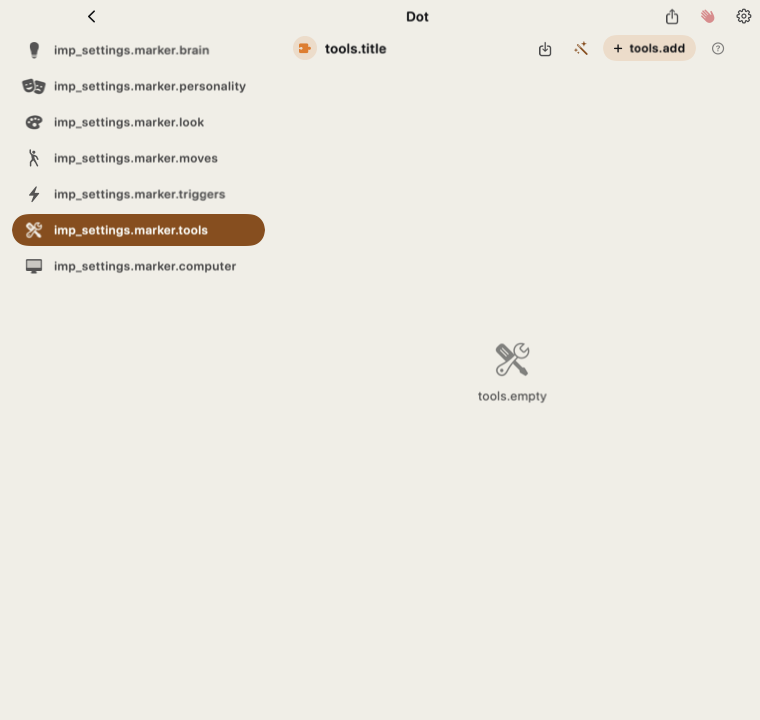 Dot
imp_settings.marker.brain
imp_settings.marker.personality
imp_settings.marker.look
imp_settings.marker.moves
imp_settings.marker.triggers
imp_settings.marker.tools
imp_settings.marker.computer
tools.title
+ tools.add
?
tools.empty